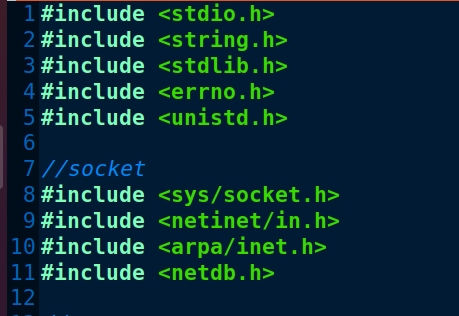 1 #include <stdio.h>
2 #include <string.h>
3 #include <stdlib.h>
4 #include <errno.h>
5 #include <unistd.h>
6
7 //socket
8 #include <sys/socket.h>
9 #include <netinet/in.h>
10 #include <arpa/inet.h>
11 #include <netdb.h>
12